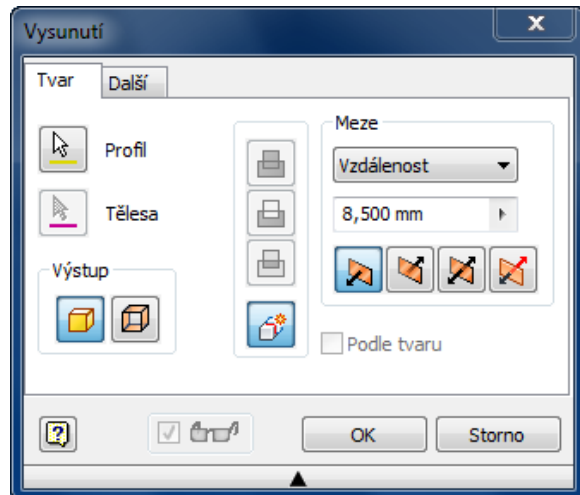 Vysunutí
Tvar
Další
Profil
Tělesa
Výstup
Meze
Vzdálenost
8,500 mm
Podle tvaru
OK
Storno